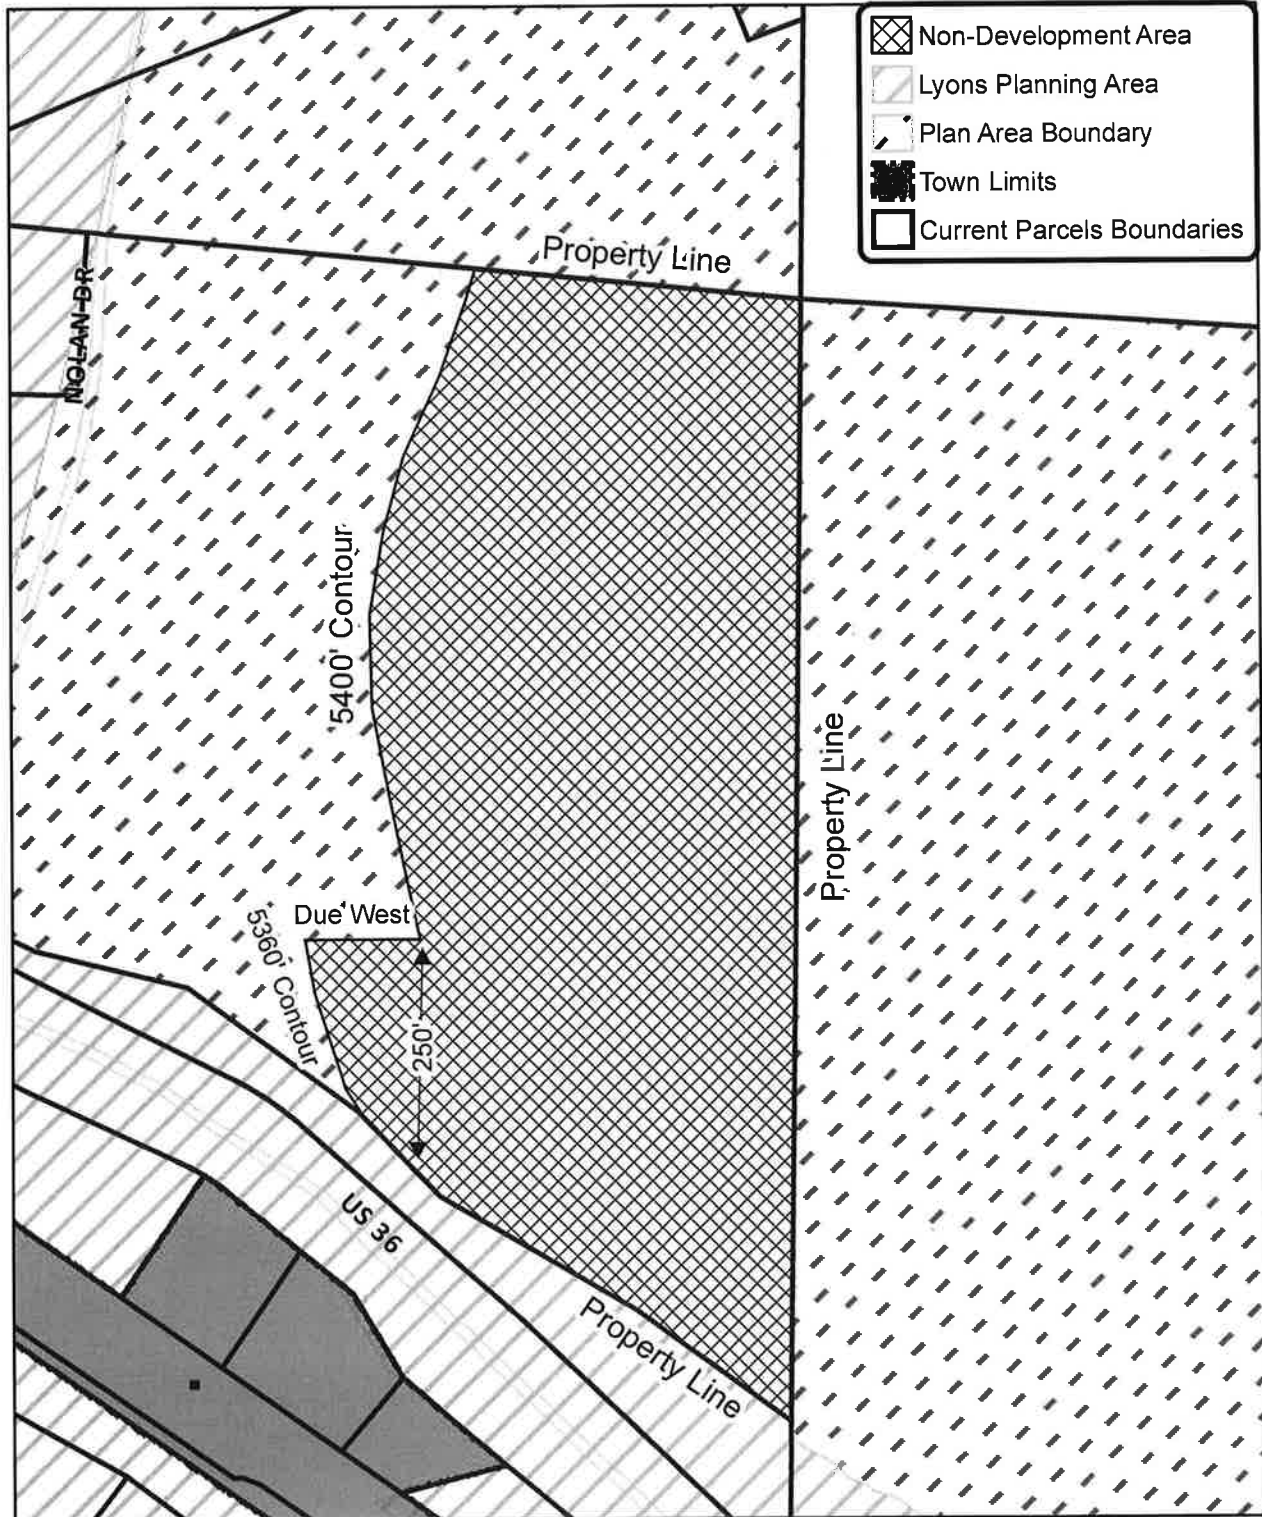 Non-Development Area
Lyons Planning Area
Plan Area Boundary
Town Limits
Current Parcels Boundaries
Property Line
NOLAN DR
5400' Contour
Property Line
Due West
5360' Contour
250'
US 36
Property Line